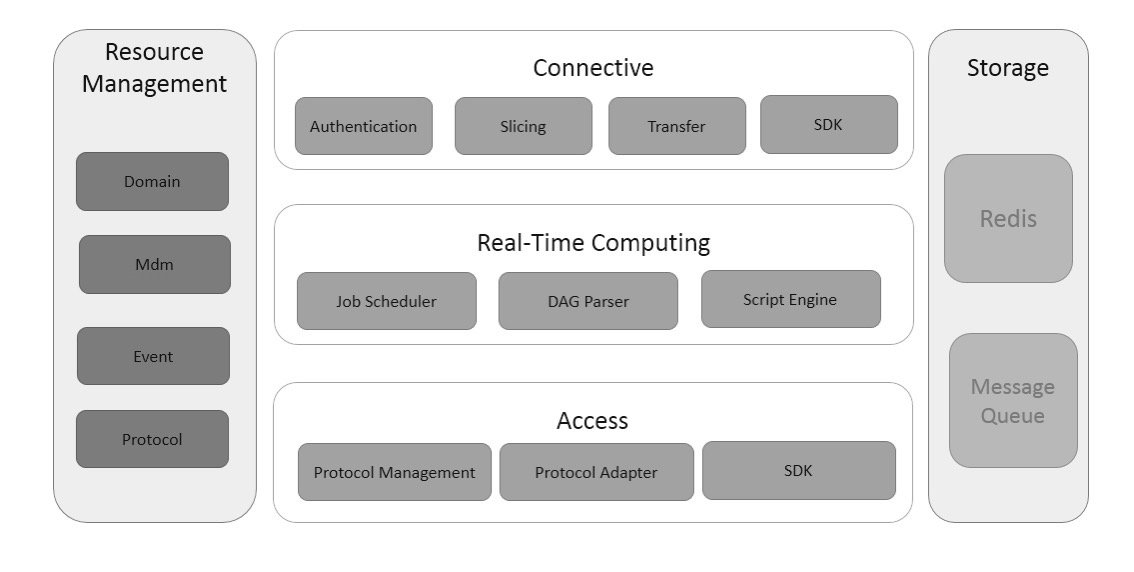 Resource
Management
Domain
Mdm
Event
Protocol
Connective
Authentication
Slicing
Transfer
SDK
Real-Time Computing
Job Scheduler
DAG Parser
Script Engine
Access
Protocol Management
Protocol Adapter
SDK
Storage
Redis
Message
Queue